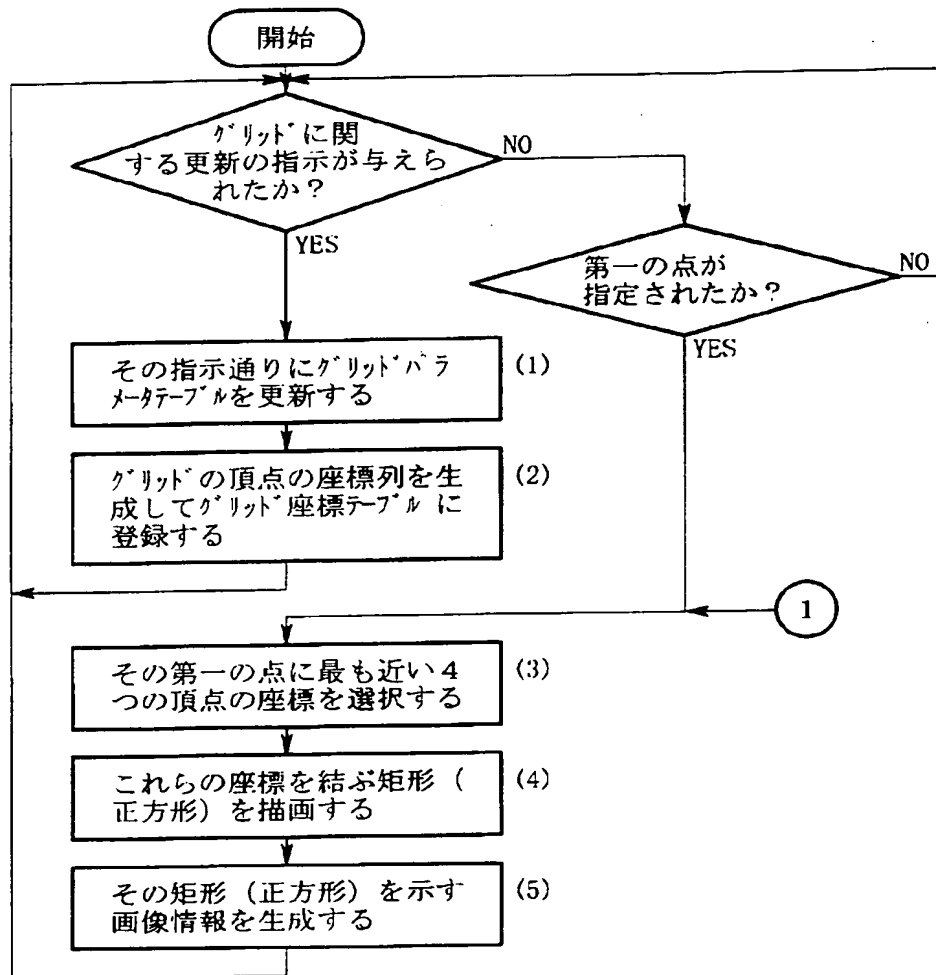 開始
グリッドに関
する更新の指示が与えら
れたか?
NO
YES
第一の点が
指定されたか?
NO
YES
その指示通りにグリッドパラ
メータテーブルを更新する
(1)
グリッドの頂点の座標列を生
成してグリッド座標テーブルに
登録する
(2)
1
その第一の点に最も近い4
つの頂点の座標を選択する
(3)
これらの座標を結ぶ矩形(
正方形)を描画する
(4)
その矩形(正方形)を示す
画像情報を生成する
(5)